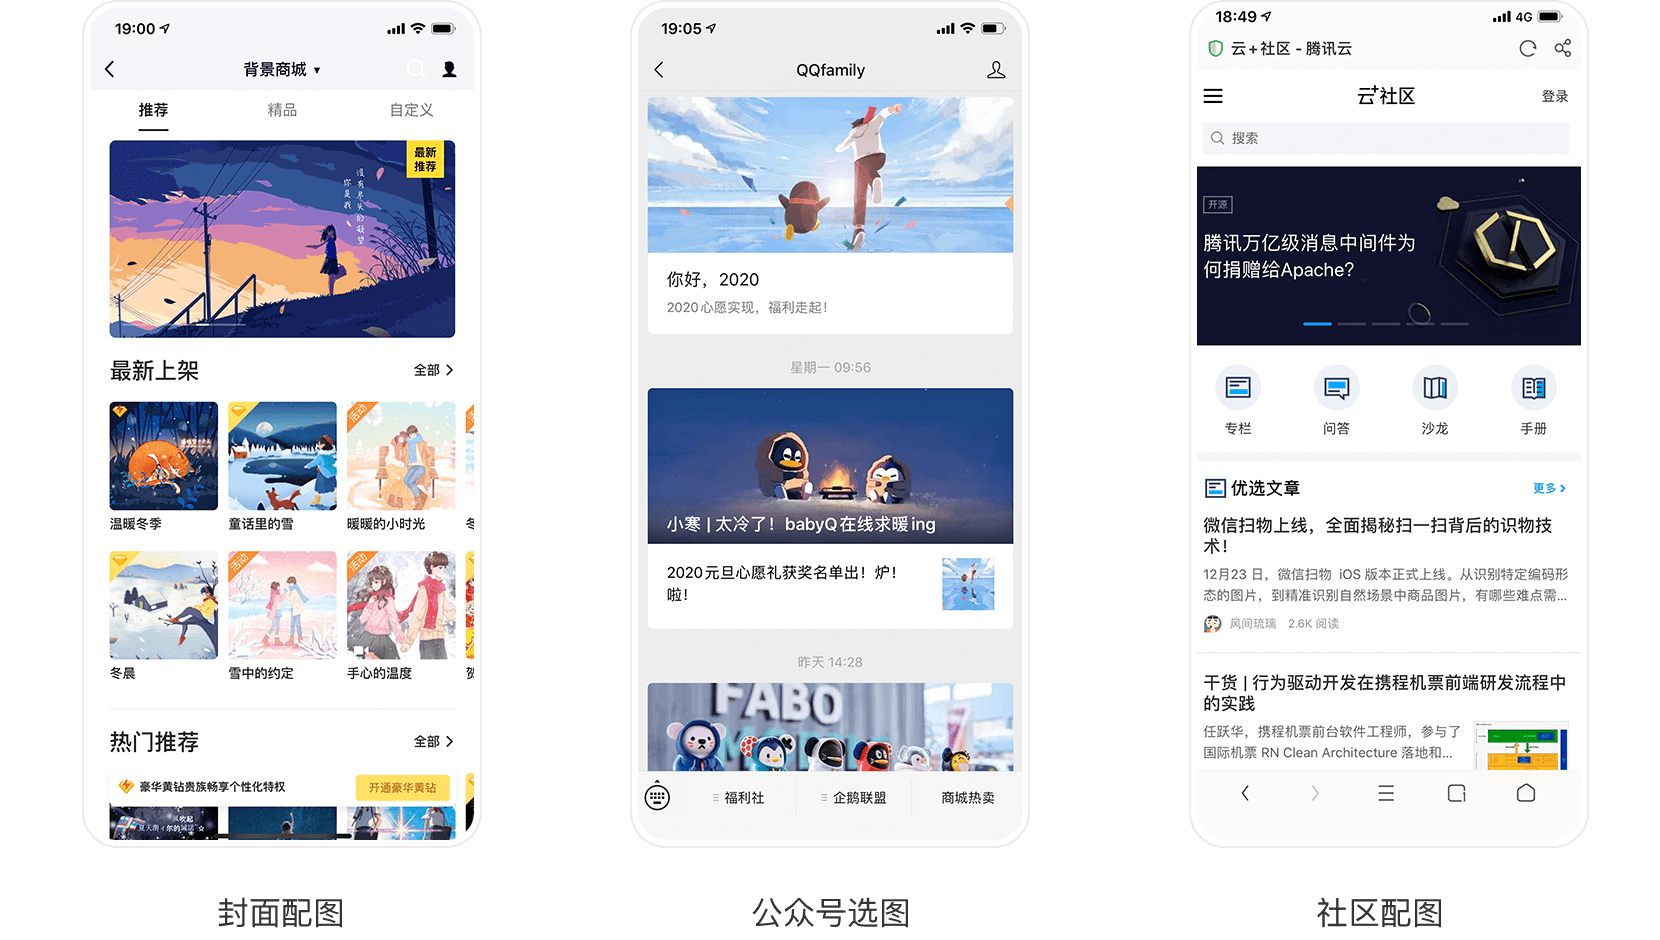 19:00
背景商城
推荐
精品
自定义
最新
推荐
没有尽头的凝望
你是我
最新上架
全部
温暖冬季
童话里的雪
活动
暖暖的小时光
冬晨
活动
雪中的约定
活动
手心的温度
热门推荐
全部
豪华黄钻贵族畅享个性化特权
开通豪华黄钻
封面配图
19:05
QQfamily
你好，2020
2020心愿实现，福利走起！
星期一 09:56
小寒 | 太冷了！babyQ在线求暖ing
2020元旦心愿礼获奖名单出！炉！
啦！
昨天 14:28
FABO
福利社
企鹅联盟
商城热卖
公众号选图
18:49
4G
云+社区 - 腾讯云
云+社区
登录
搜索
开源
腾讯万亿级消息中间件为
何捐赠给Apache?
专栏
问答
沙龙
手册
优选文章
更多
微信扫物上线，全面揭秘扫一扫背后的识物技
术！
12月23 日，微信扫物 iOS 版本正式上线。从识别特定编码形
态的图片，到精准识别自然场景中商品图片，有哪些难点需...
风间琉璃 2.6K 阅读
干货 | 行为驱动开发在携程机票前端研发流程中
的实践
任跃华，携程机票前台软件工程师，参与了
国际机票 RN Clean Architecture 落地和...
社区配图